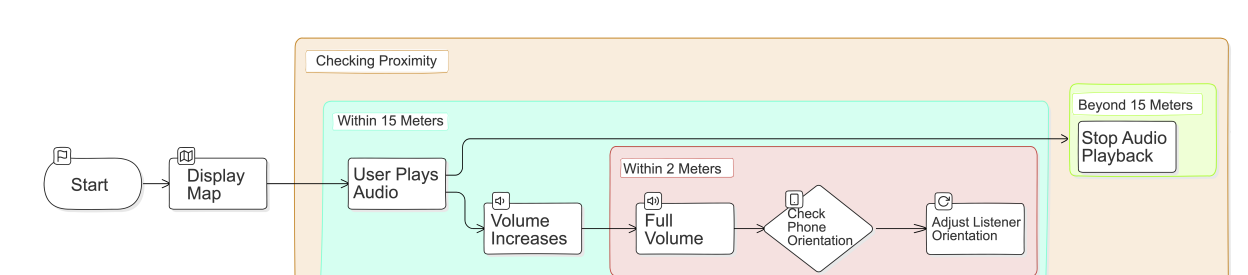 Checking Proximity
Beyond 15 Meters
Within 15 Meters
Stop Audio
Playback
Within 2 Meters
Start
Display
Map
User Plays
Audio
Volume
Increases
Full
Volume
Check
Phone
Orientation
Adjust Listener
Orientation